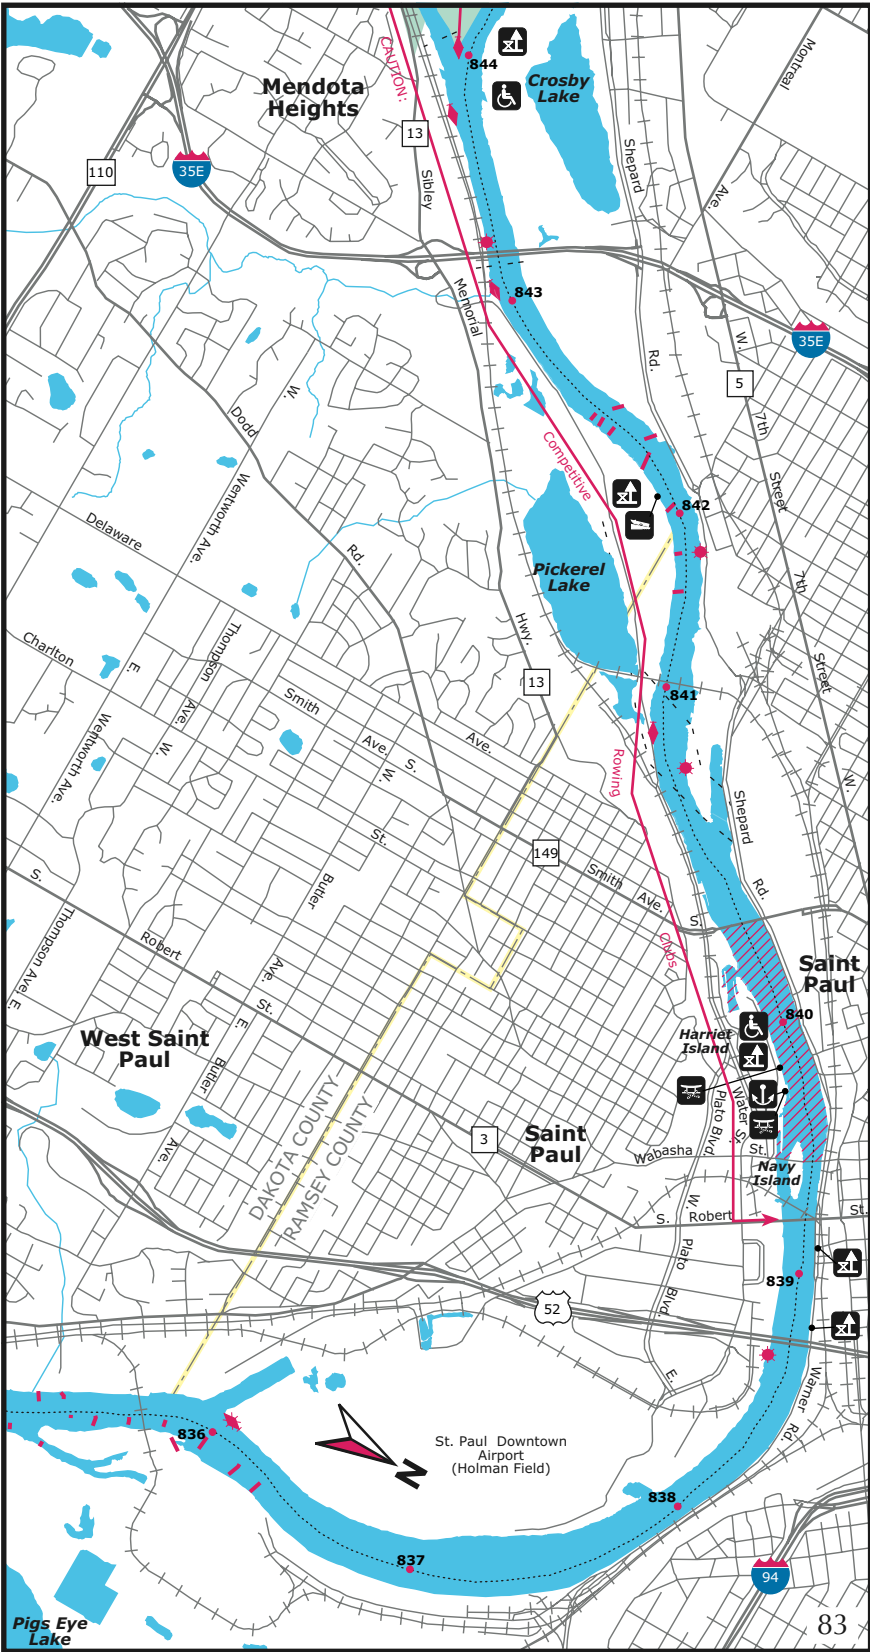 844
CAUTION:
Mendota
Heights
Crosby
Lake
Montreal
Ave.
13
110
35E
Sibley
Shepard
Memorial
843
35E
Rd.
W.
5
W.
Dodd
7th
Competitive
Street
Wentworth Ave.
842
Delaware
Rd.
Pickerel
Lake
7th
Charlton
E.
Thompson
Hwy.
Street
13
841
Smith
Ave.
W.
Wentworth Ave.
Ave.
S.
Ave.
W.
Rowing
W.
Shepard
St.
149
Smith
Ave.
S.
Rd.
S.
Butler
Thompson Ave. E.
Robert
Clubs
Saint
Paul
Ave.
St.
E.
840
West Saint
Paul
Harriet
Island
Butler
Ave.
Water
St.
Plato Blvd.
DAKOTA COUNTY
RAMSEY COUNTY
3
Saint
Paul
Wabasha
St.
Navy
Island
W.
S.
Robert
St.
Plato
Blvd.
E.
839
52
Warner
Rd.
836
N
St. Paul Downtown
Airport
(Holman Field)
838
837
94
Pigs Eye
Lake
83